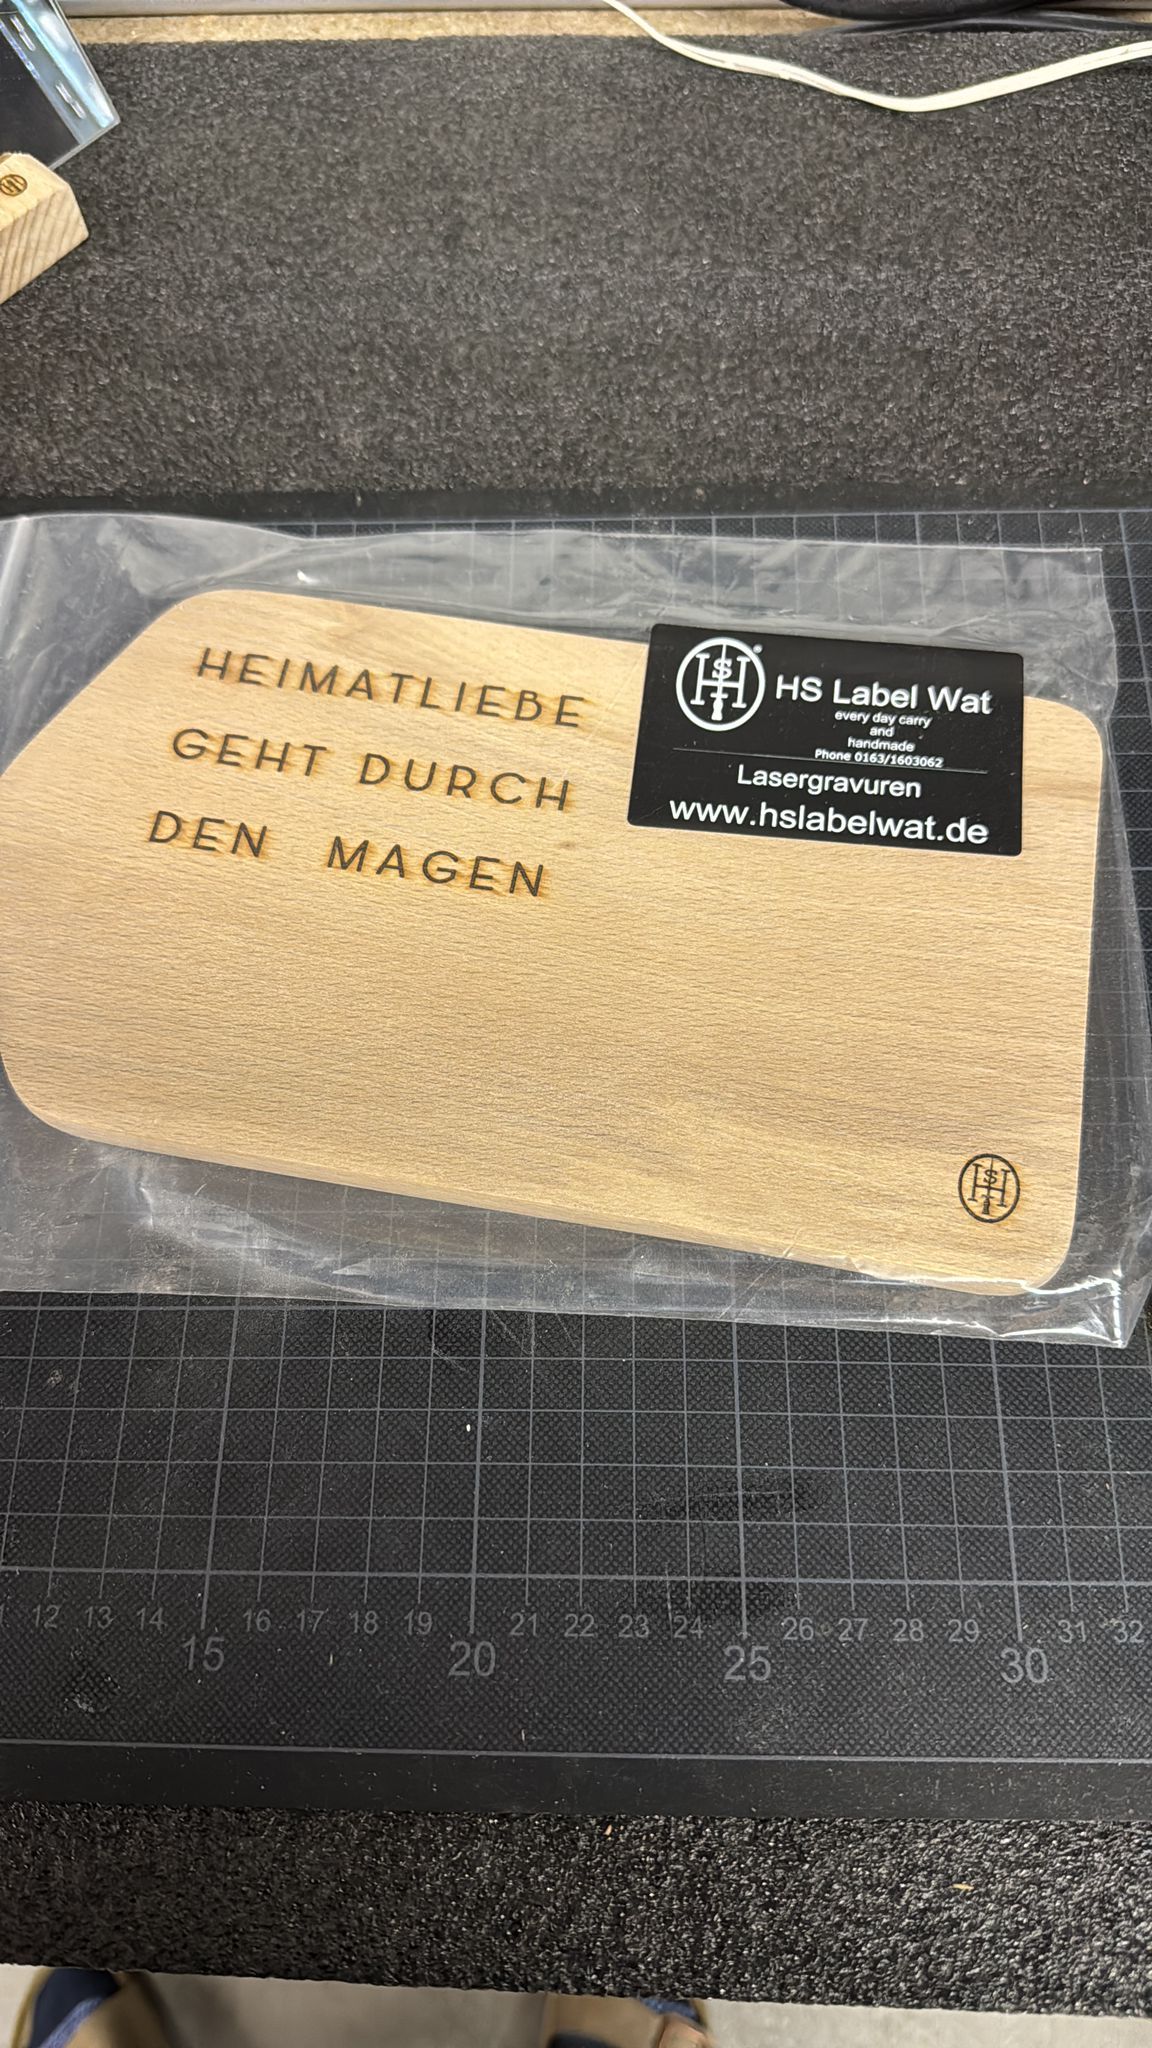 HEIMATLIEBE
GEHT DURCH
DEN MAGEN
HS
HS Label Wat
every day carry
and
handmade
Phone 0163/1603062
Lasergravuren
www.hslabelwat.de
HS
12 13 14 15 16 17 18 19 20 21 22 23 24 25 26 27 28 29 30 31 32